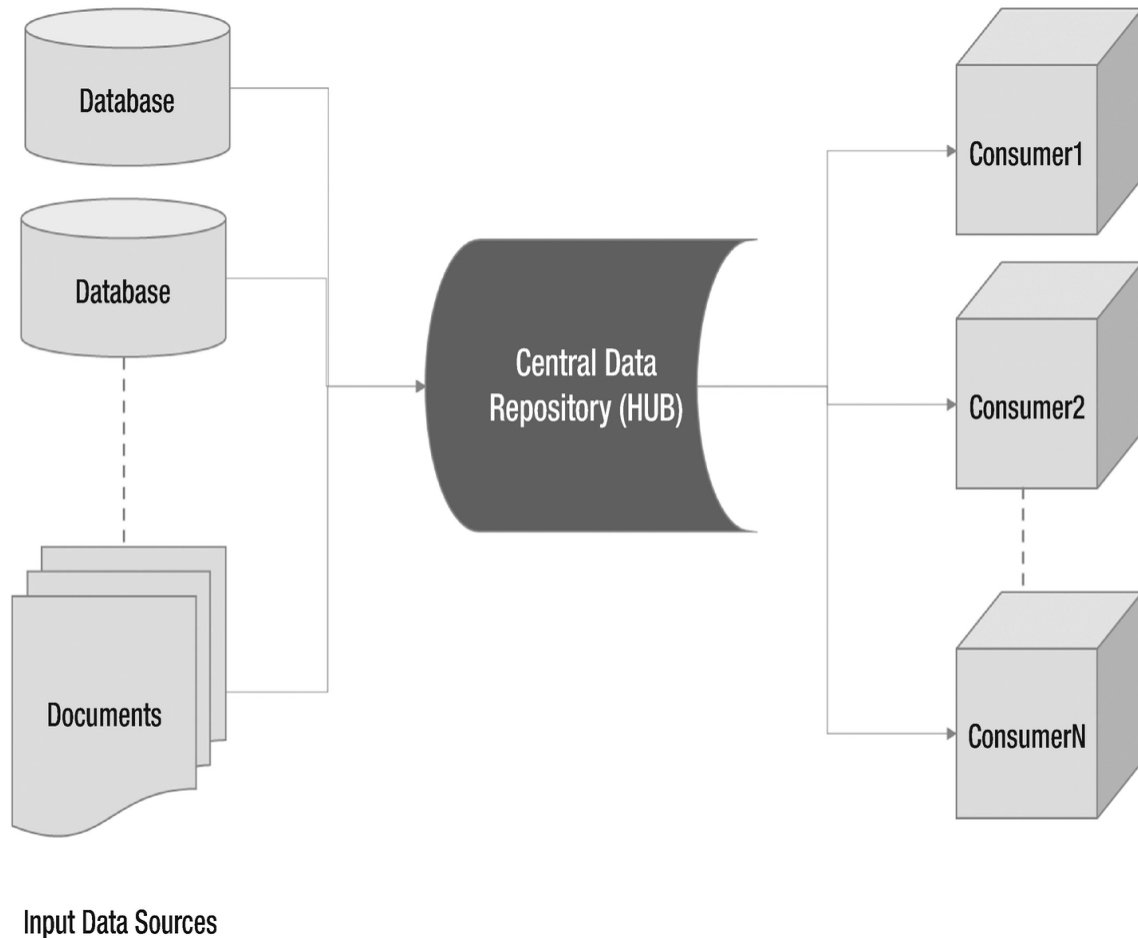 Database
Database
Documents
Input Data Sources
Central Data
Repository (HUB)
Consumer1
Consumer2
ConsumerN